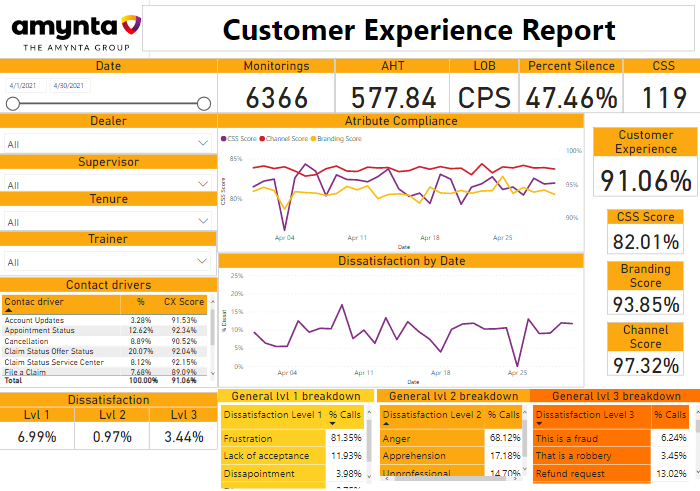 amynta
THE AMYNTA GROUP
Customer Experience Report
Date
4/1/2021 4/30/2021
Monitorings
6366
AHT
577.84
LOB
CPS
Percent Silence
47.46%
CSS
119
Dealer
All
Supervisor
All
Tenure
All
Trainer
All
Atribute Compliance
CSS Score Channel Score Branding Score
85%
80%
CSS Score
100%
95%
90%
Apr 04 Apr 11 Apr 18 Apr 25
Date
Customer
Experience
91.06%
CSS Score
82.01%
Branding
Score
93.85%
Channel
Score
97.32%
Dissatisfaction by Date
25%
20%
15%
10%
5%
0%
% Dissat
Apr 04 Apr 11 Apr 18 Apr 25
Date
Contact drivers
Contac driver % CX Score
Account Updates 3.28% 91.53%
Appointment Status 12.62% 92.34%
Cancellation 8.89% 90.52%
Claim Status Offer Status 20.07% 92.04%
Claim Status Service Center 8.12% 92.15%
File a Claim 7.68% 89.09%
Total 100.00% 91.06%
Dissatisfaction
Lvl 1 Lvl 2 Lvl 3
6.99% 0.97% 3.44%
General lvl 1 breakdown
Dissatisfaction Level 1 % Calls
Frustration 81.35%
Lack of acceptance 11.93%
Dissapointment 3.98%
General lvl 2 breakdown
Dissatisfaction Level 2 % Calls
Anger 68.12%
Apprehension 17.18%
Unprofessional 14.70%
General lvl 3 breakdown
Dissatisfaction Level 3 % Calls
This is a fraud 6.24%
That is a robbery 3.45%
Refund request 13.02%